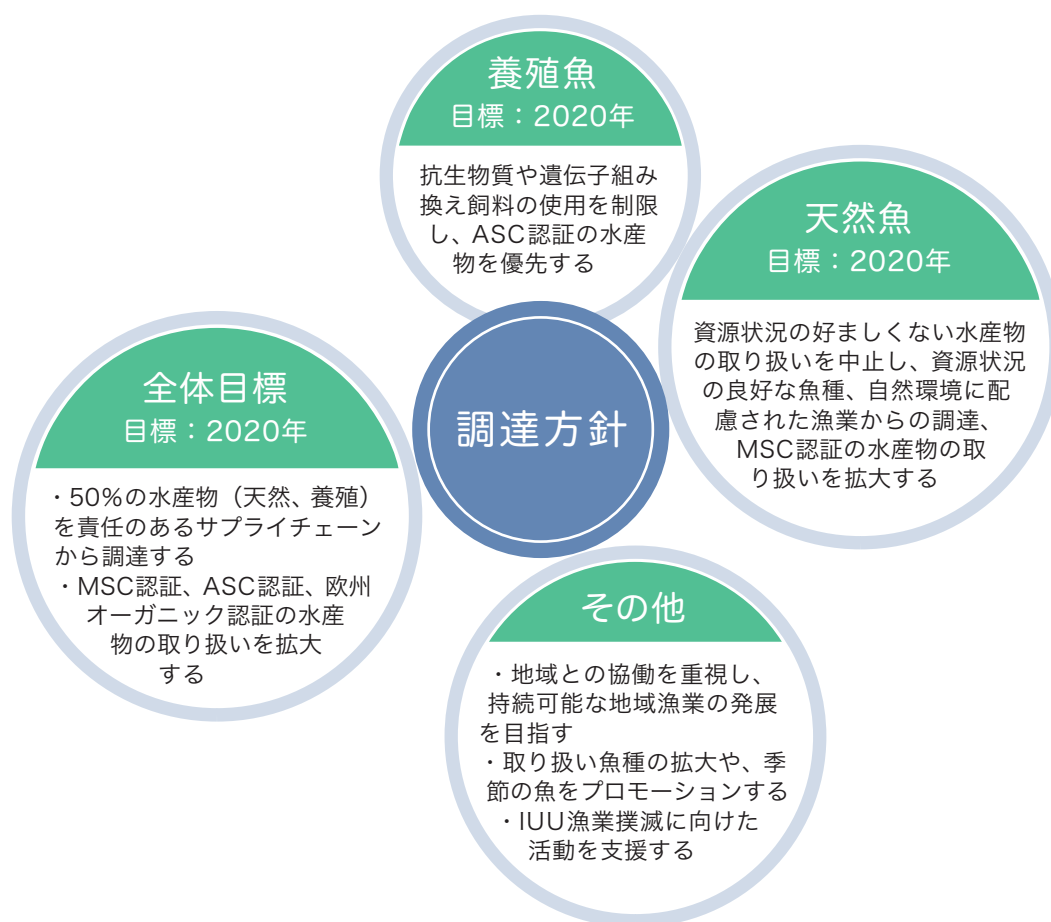 養殖魚
目標：2020年
抗生物質や遺伝子組み
換え飼料の使用を制限
し、ASC認証の水産
物を優先する
天然魚
目標：2020年
資源状況の好ましくない水産物
の取り扱いを中止し、資源状況
の良好な魚種、自然環境に配
慮された漁業からの調達、
MSC認証の水産物の取
り扱いを拡大する
全体目標
目標：2020年
・50%の水産物（天然、養殖）
を責任のあるサプライチェーン
から調達する
・MSC認証、ASC認証、欧州
オーガニック認証の水産
物の取り扱いを拡大
する
調達方針
その他
・地域との協働を重視し、
持続可能な地域漁業の発展
を目指す
・取り扱い魚種の拡大や、季
節の魚をプロモーションする
・IUU漁業撲滅に向けた
活動を支援する